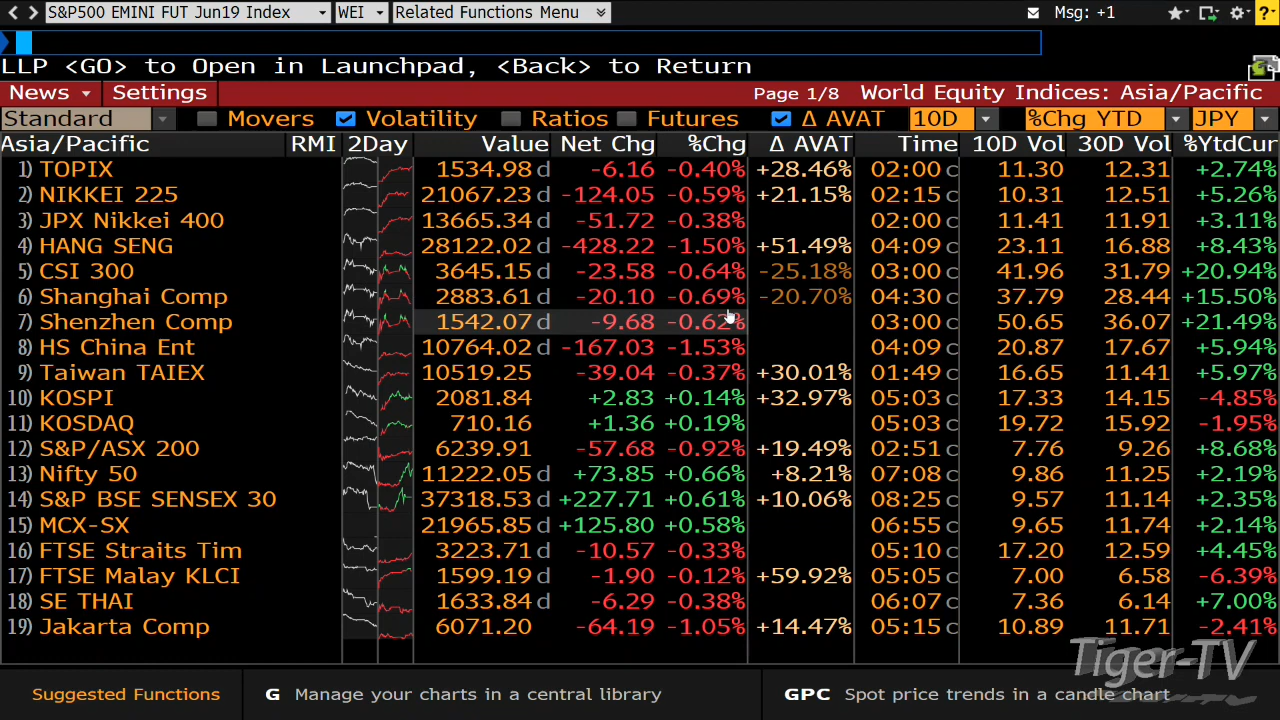 S&P500 EMINI FUT Jun19 Index WEI Related Functions Menu Msg: +1 ?
LLP <GO> to Open in Launchpad, <Back> to Return
News Settings Page 1/8 World Equity Indices: Asia/Pacific
Standard Movers Volatility Ratios Futures Δ AVAT 10D %Chg YTD JPY
Asia/Pacific RMI 2Day Value Net Chg %Chg Δ AVAT Time 10D Vol 30D Vol %YtdCur
1) TOPIX 1534.98 d -6.16 -0.40% +28.46% 02:00 c 11.30 12.31 +2.74%
2) NIKKEI 225 21067.23 d -124.05 -0.59% +21.15% 02:15 c 10.31 12.51 +5.26%
3) JPX Nikkei 400 13665.34 d -51.72 -0.38% 02:00 c 11.41 11.91 +3.11%
4) HANG SENG 28122.02 d -428.22 -1.50% +51.49% 04:09 c 23.11 16.88 +8.43%
5) CSI 300 3645.15 d -23.58 -0.64% -25.18% 03:00 c 41.96 31.79 +20.94%
6) Shanghai Comp 2883.61 d -20.10 -0.69% -20.70% 04:30 c 37.79 28.44 +15.50%
7) Shenzhen Comp 1542.07 d -9.68 -0.62% 03:00 c 50.65 36.07 +21.49%
8) HS China Ent 10764.02 d -167.03 -1.53% 04:09 c 20.87 17.67 +5.94%
9) Taiwan TAIEX 10519.25 -39.04 -0.37% +30.01% 01:49 c 16.65 11.41 +5.97%
10) KOSPI 2081.84 +2.83 +0.14% +32.97% 05:03 c 17.33 14.15 -4.85%
11) KOSDAQ 710.16 +1.36 +0.19% 05:03 c 19.72 15.92 -1.95%
12) S&P/ASX 200 6239.91 -57.68 -0.92% +19.49% 02:51 c 7.76 9.26 +8.68%
13) Nifty 50 11222.05 d +73.85 +0.66% +8.21% 07:08 c 9.86 11.25 +2.19%
14) S&P BSE SENSEX 30 37318.53 d +227.71 +0.61% +10.06% 08:25 c 9.57 11.14 +2.35%
15) MCX-SX 21965.85 d +125.80 +0.58% 06:55 c 9.65 11.74 +2.14%
16) FTSE Straits Tim 3223.71 d -10.57 -0.33% 05:10 c 17.20 12.59 +4.45%
17) FTSE Malay KLCI 1599.19 d -1.90 -0.12% +59.92% 05:05 c 7.00 6.58 -6.39%
18) SE THAI 1633.84 d -6.29 -0.38% 06:07 c 7.36 6.14 +7.00%
19) Jakarta Comp 6071.20 -64.19 -1.05% +14.47% 05:15 c 10.89 11.71 -2.41%
Tiger-TV
Suggested Functions G Manage your charts in a central library GPC Spot price trends in a candle chart